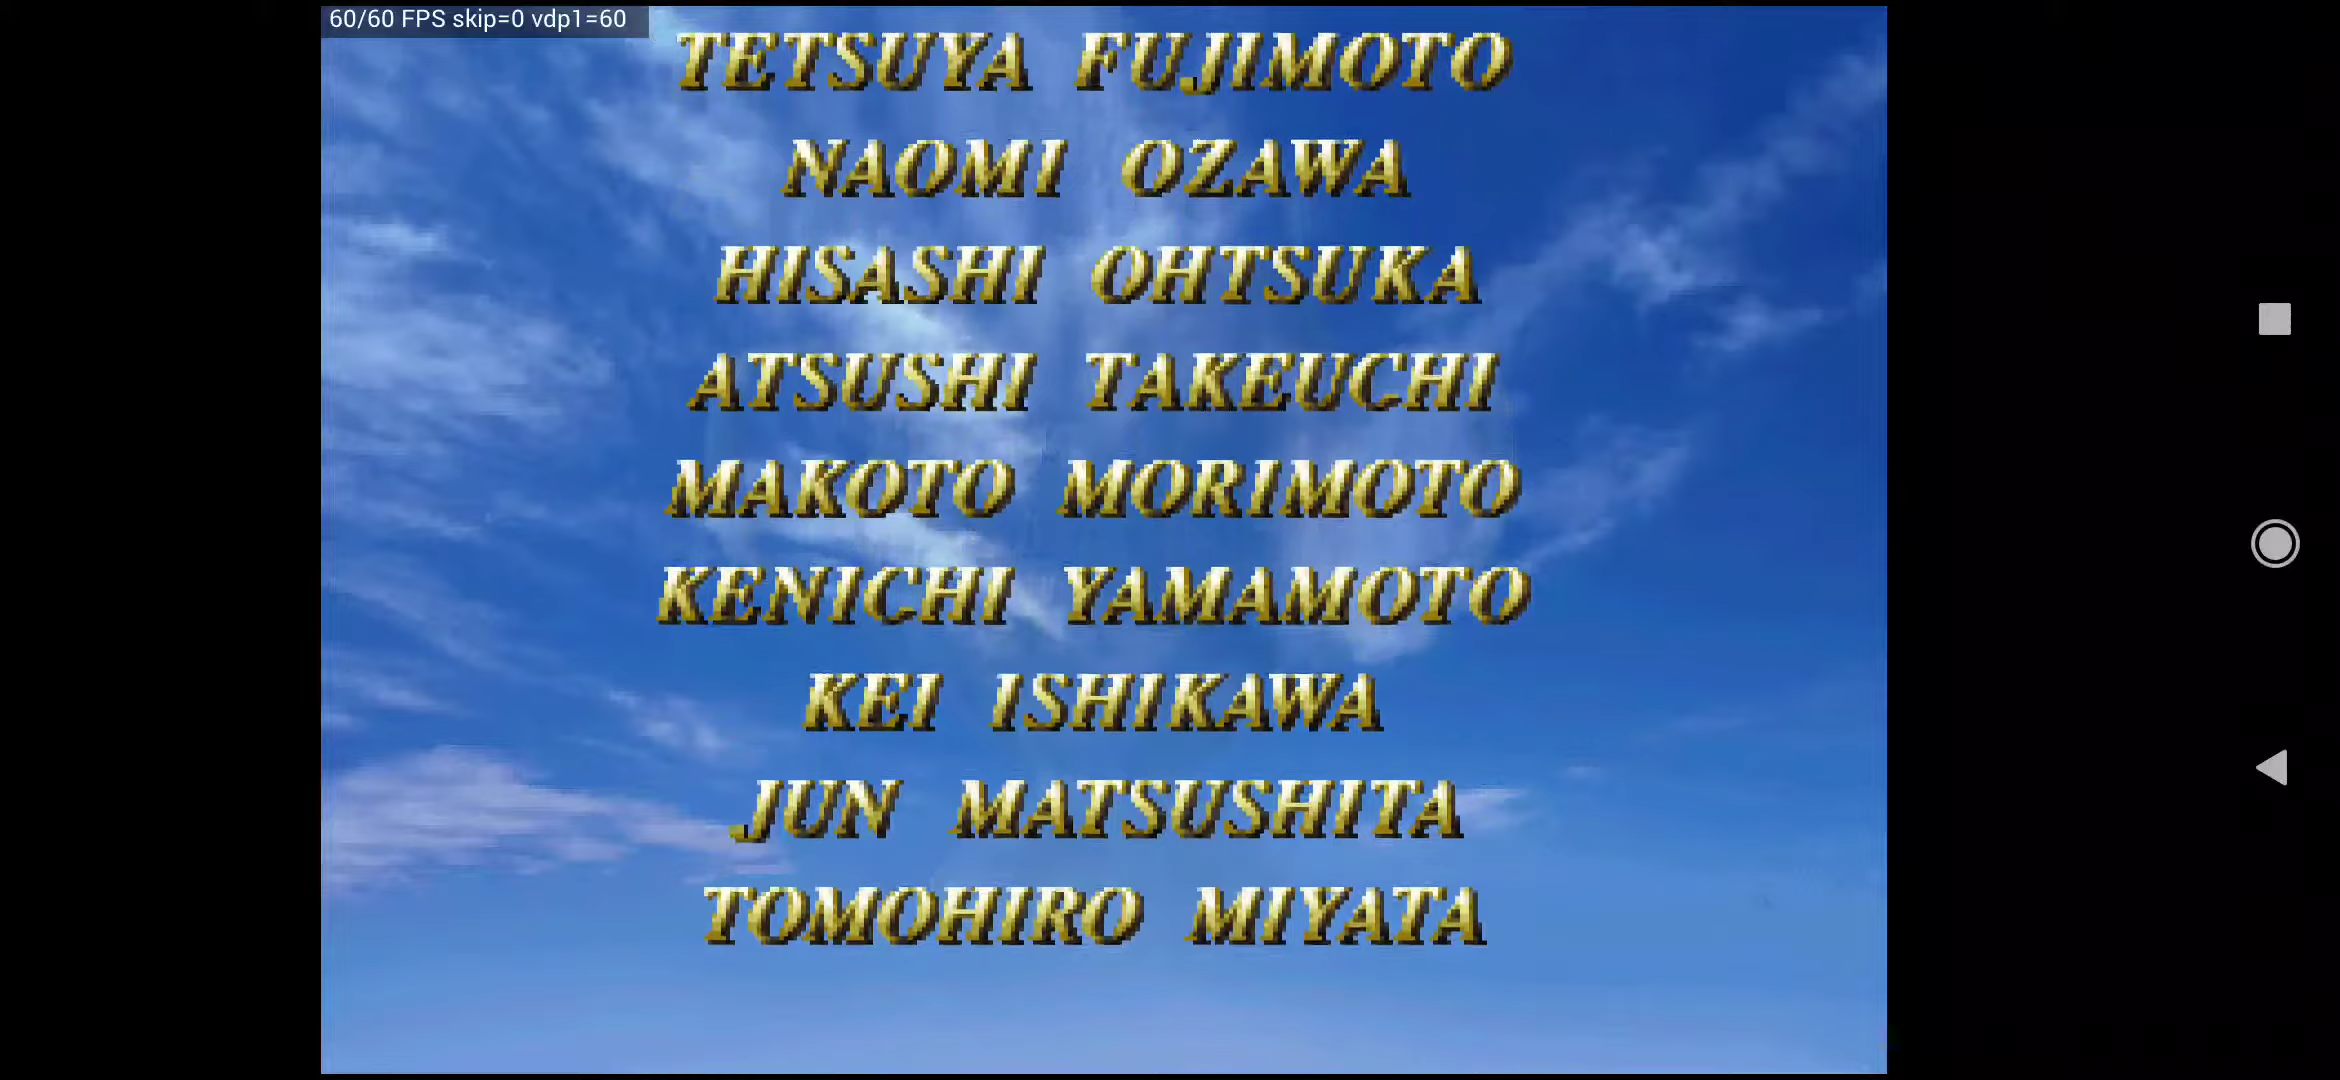 60/60 FPS skip=0 vdp1=60
TETSUYA FUJIMOTO
NAOMI OZAWA
HISASHI OHTSUKA
ATSUSHI TAKEUCHI
MAKOTO MORIMOTO
KENICHI YAMAMOTO
KEI ISHIKAWA
JUN MATSUSHITA
TOMOHIRO MIYATA